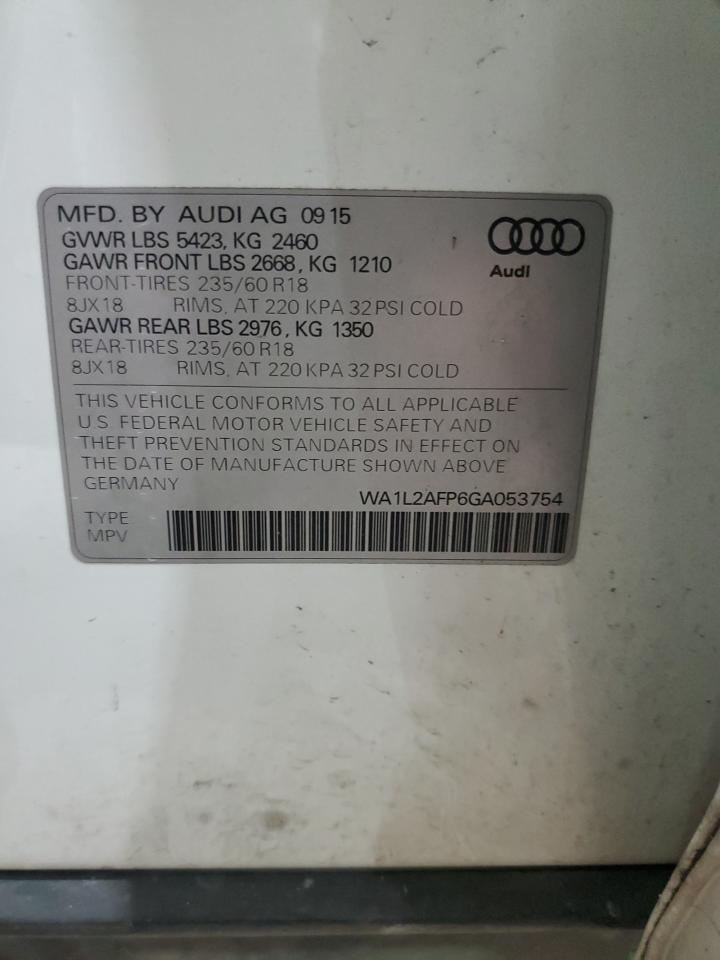 MFD. BY AUDI AG 09 15
GVWR LBS 5423, KG 2460
GAWR FRONT LBS 2668, KG 1210
FRONT-TIRES 235/60 R18
8JX18 RIMS, AT 220 KPA 32 PSI COLD
GAWR REAR LBS 2976, KG 1350
REAR-TIRES 235/60 R18
8JX18 RIMS, AT 220 KPA 32 PSI COLD
Audi
THIS VEHICLE CONFORMS TO ALL APPLICABLE
U.S. FEDERAL MOTOR VEHICLE SAFETY AND
THEFT PREVENTION STANDARDS IN EFFECT ON
THE DATE OF MANUFACTURE SHOWN ABOVE
GERMANY
WA1L2AFP6GA053754
TYPE
MPV